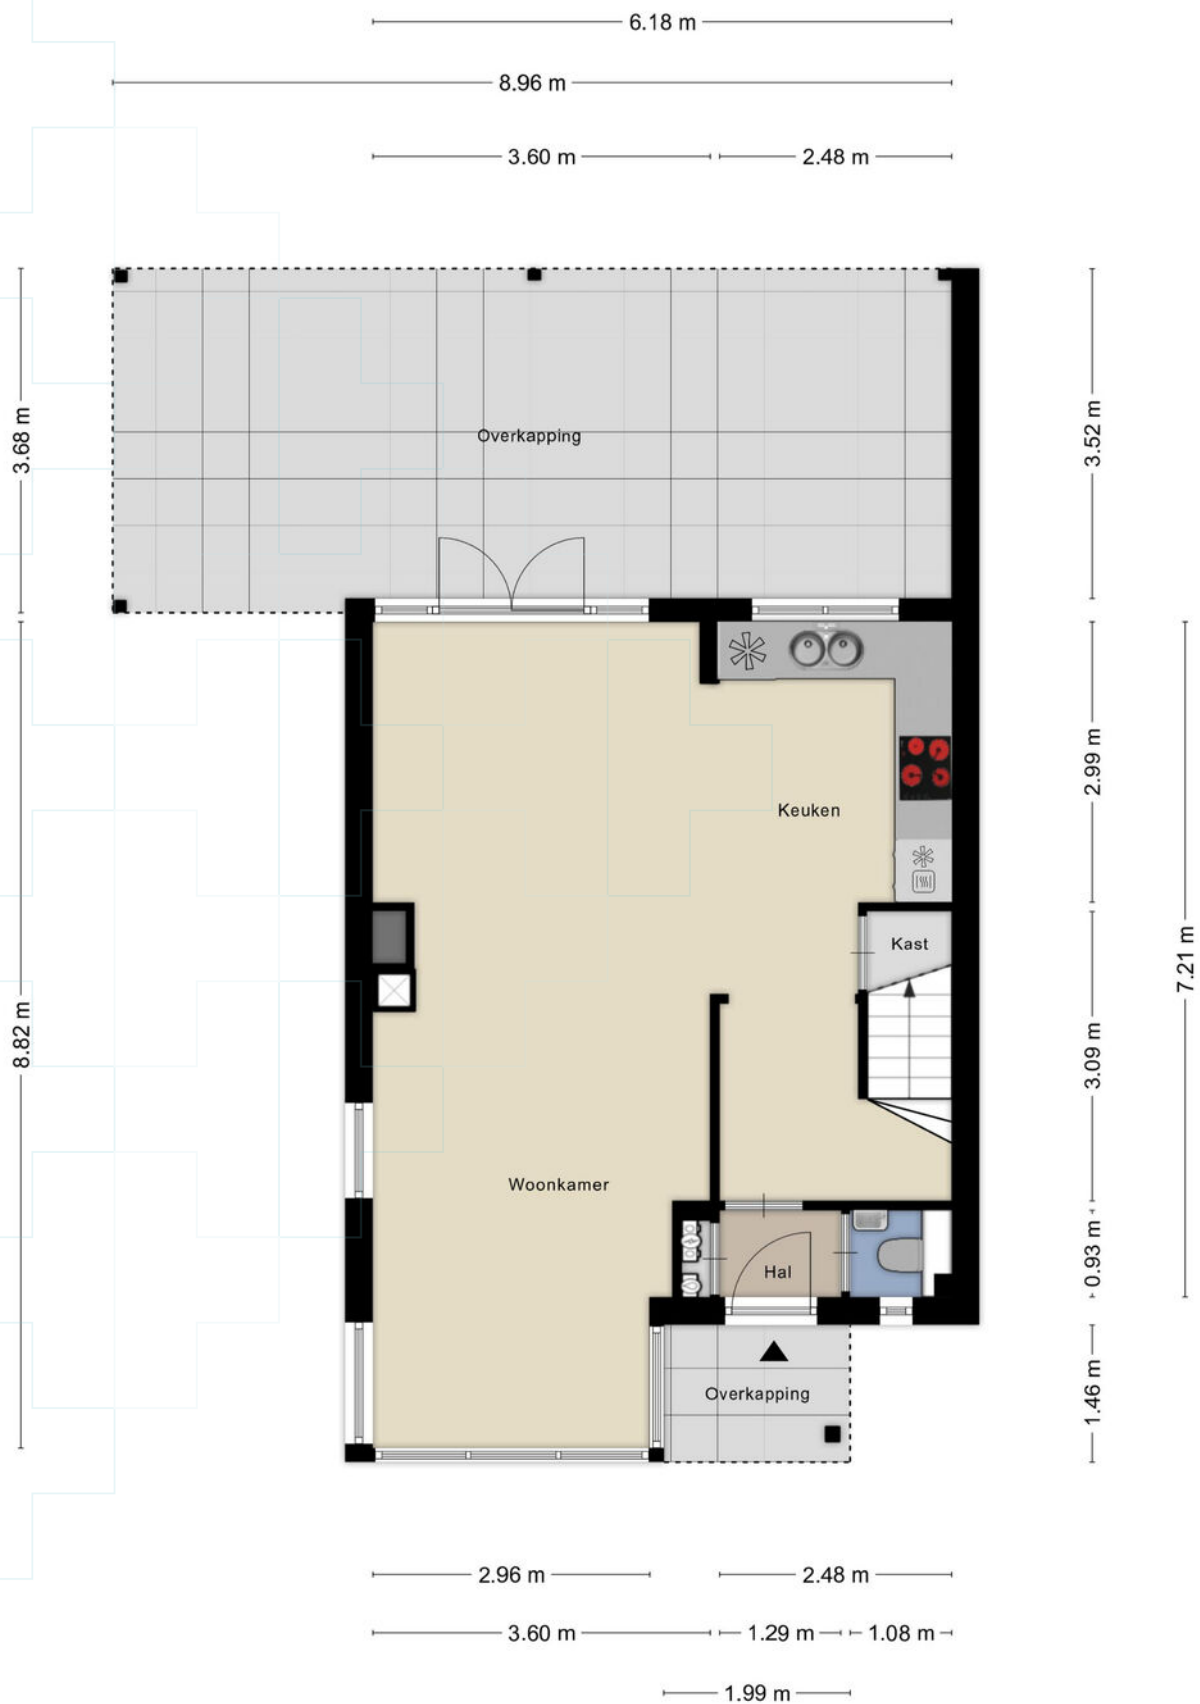 6.18 m
8.96 m
3.60 m
2.48 m
3.68 m
Overkapping
3.52 m
2.99 m
Keuken
Kast
7.21 m
8.82 m
3.09 m
Woonkamer
0.93 m
Hal
Overkapping
1.46 m
2.96 m
2.48 m
3.60 m
1.29 m
1.08 m
1.99 m